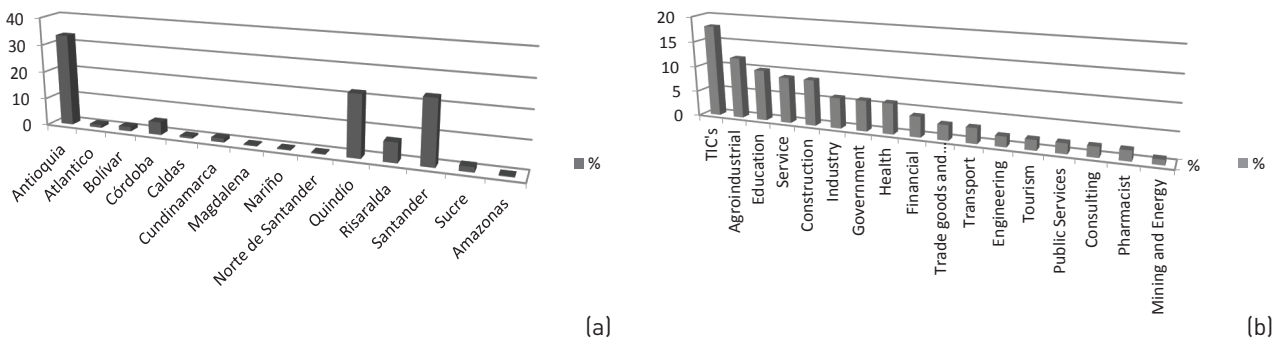 40
30
20
10
0
Antioquia
Atlantico
Bolívar
Córdoba
Caldas
Cundinamarca
Magdalena
Nariño
Norte de Santander
Quindío
Risaralda
Santander
Sucre
Amazonas
%
(a)
20
15
10
5
0
TIC's
Agroindustrial
Education
Service
Construction
Industry
Government
Health
Financial
Trade goods and...
Transport
Engineering
Tourism
Public Services
Consulting
Pharmacist
Mining and Energy
%
%
(b)